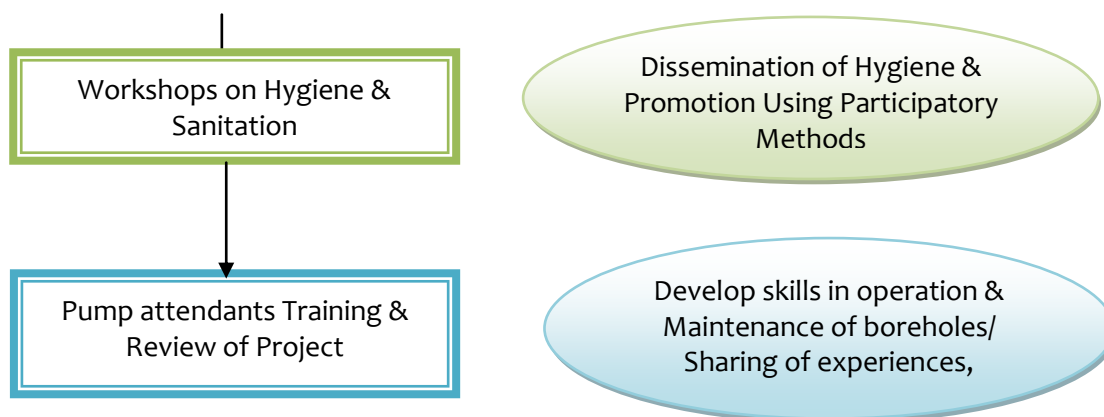 Workshops on Hygiene &
Sanitation
Dissemination of Hygiene &
Promotion Using Participatory
Methods
Pump attendants Training &
Review of Project
Develop skills in operation &
Maintenance of boreholes/
Sharing of experiences,